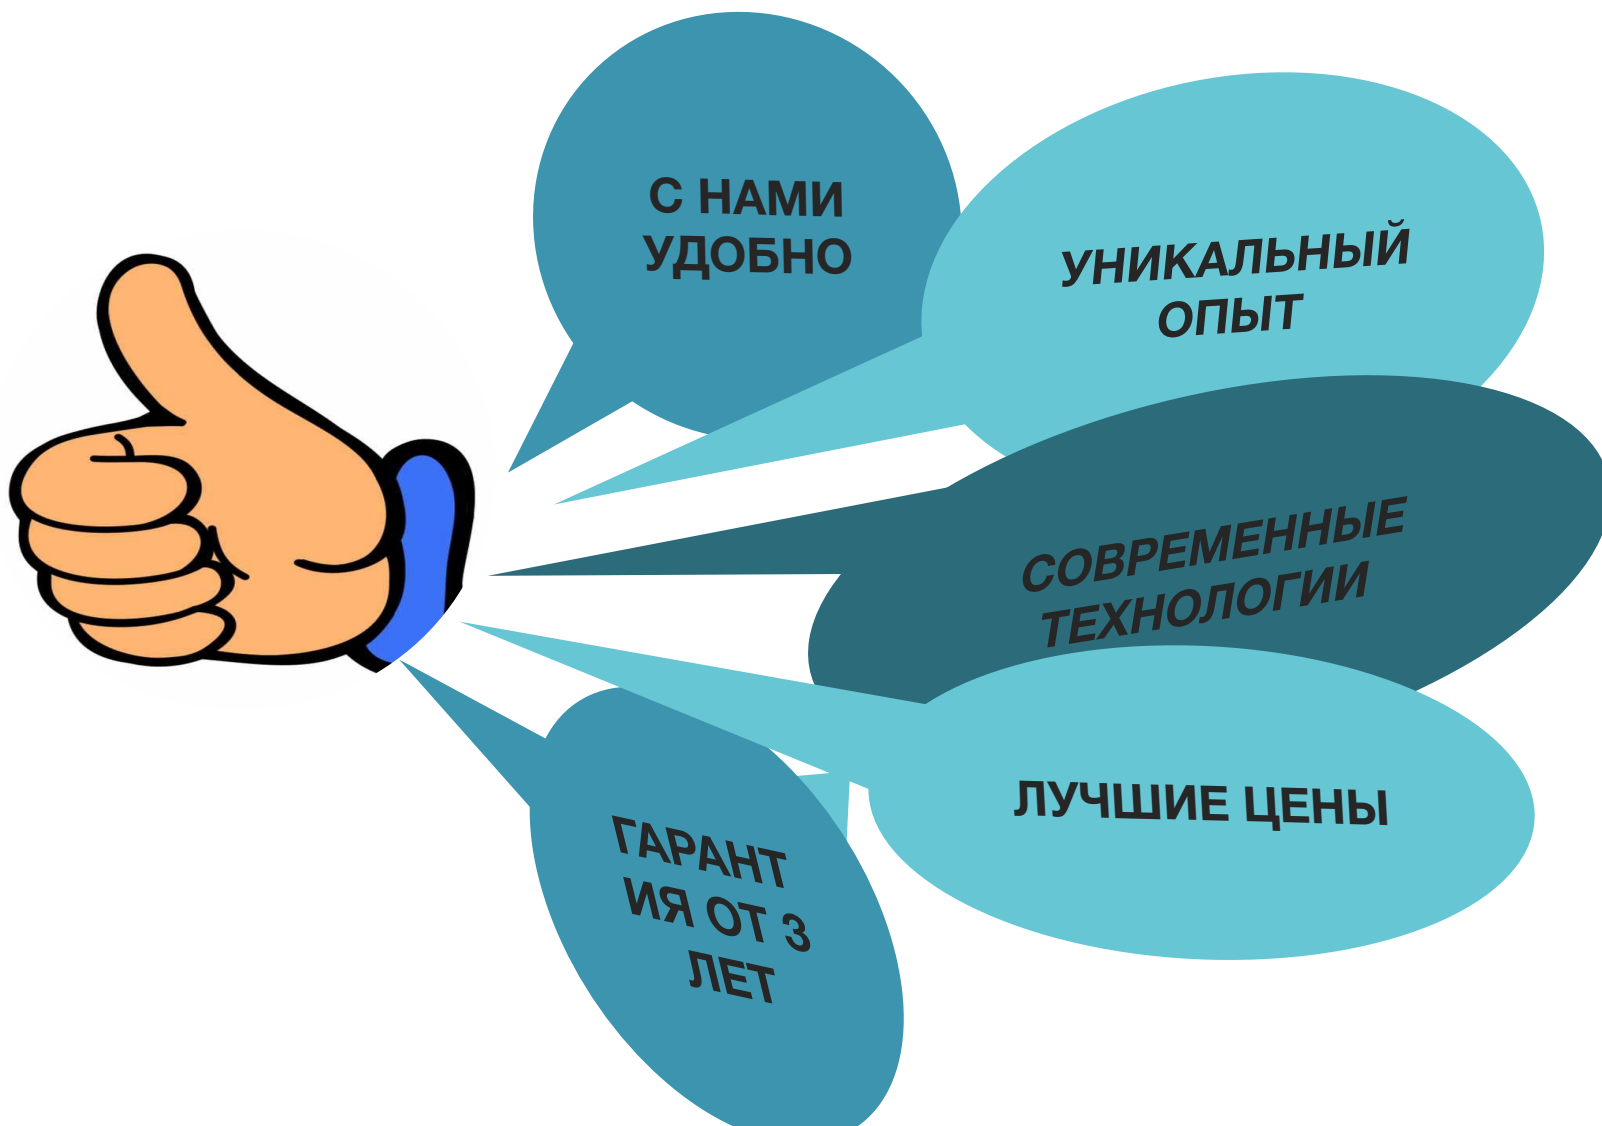 С НАМИ
УДОБНО
УНИКАЛЬНЫЙ
ОПЫТ
СОВРЕМЕННЫЕ
ТЕХНОЛОГИИ
ЛУЧШИЕ ЦЕНЫ
ГАРАНТ
ИЯ ОТ 3
ЛЕТ